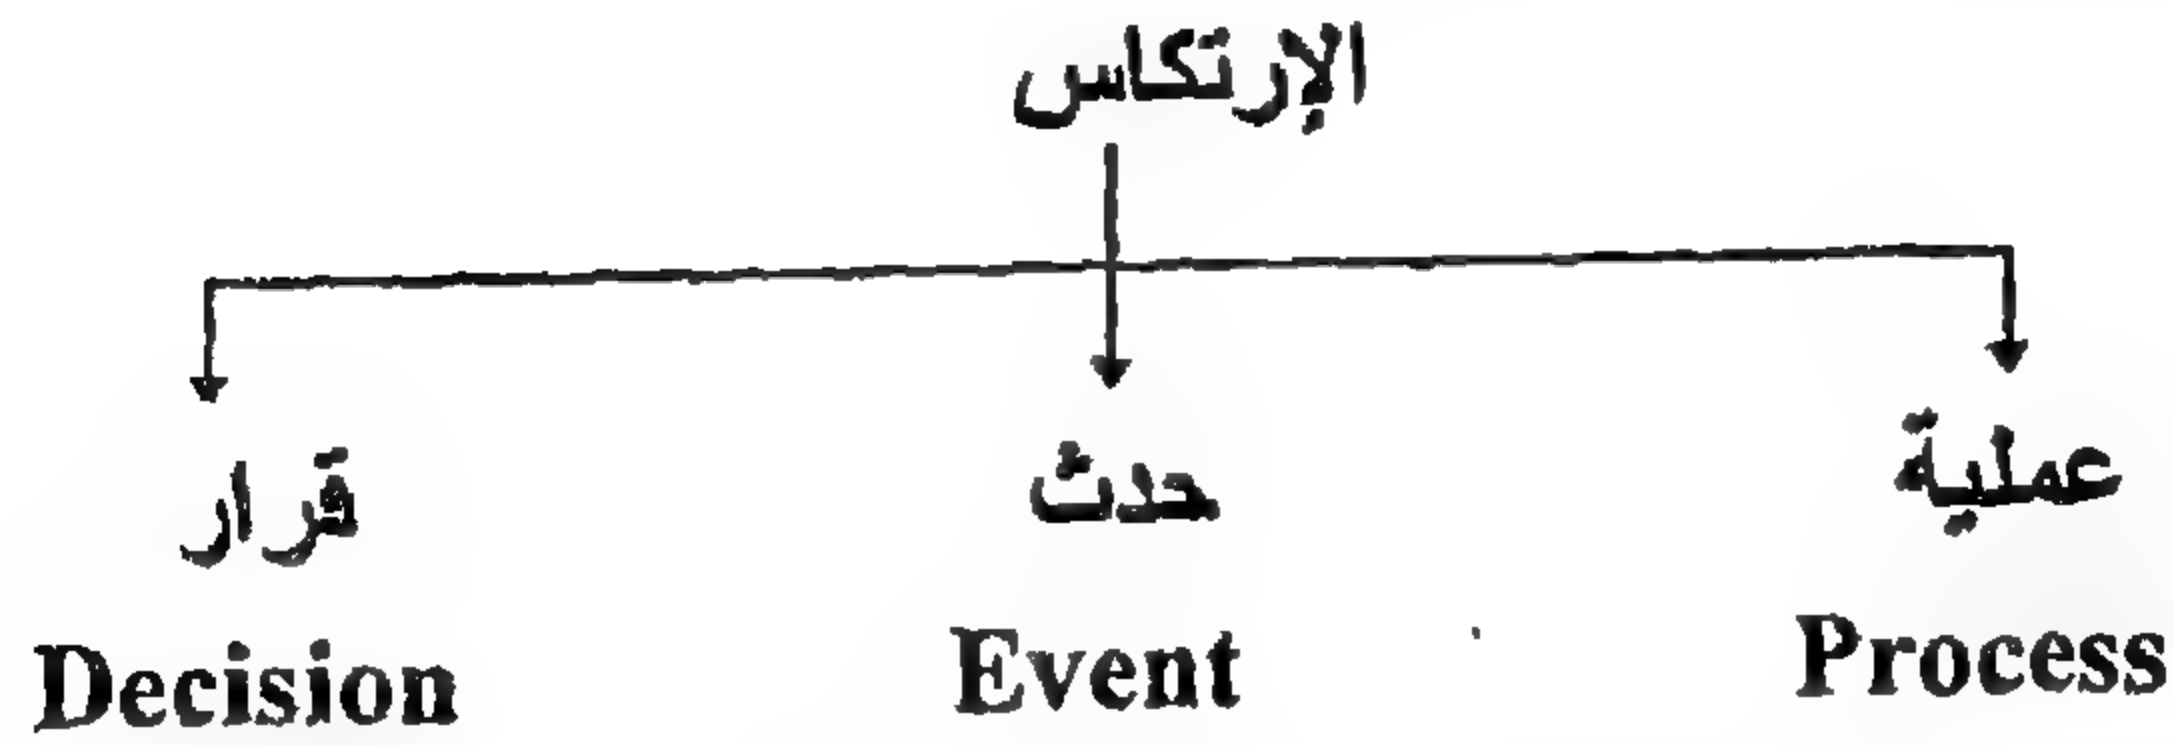 الإرتكاس
عملية
حدث
قرار
Process
Event
Decision